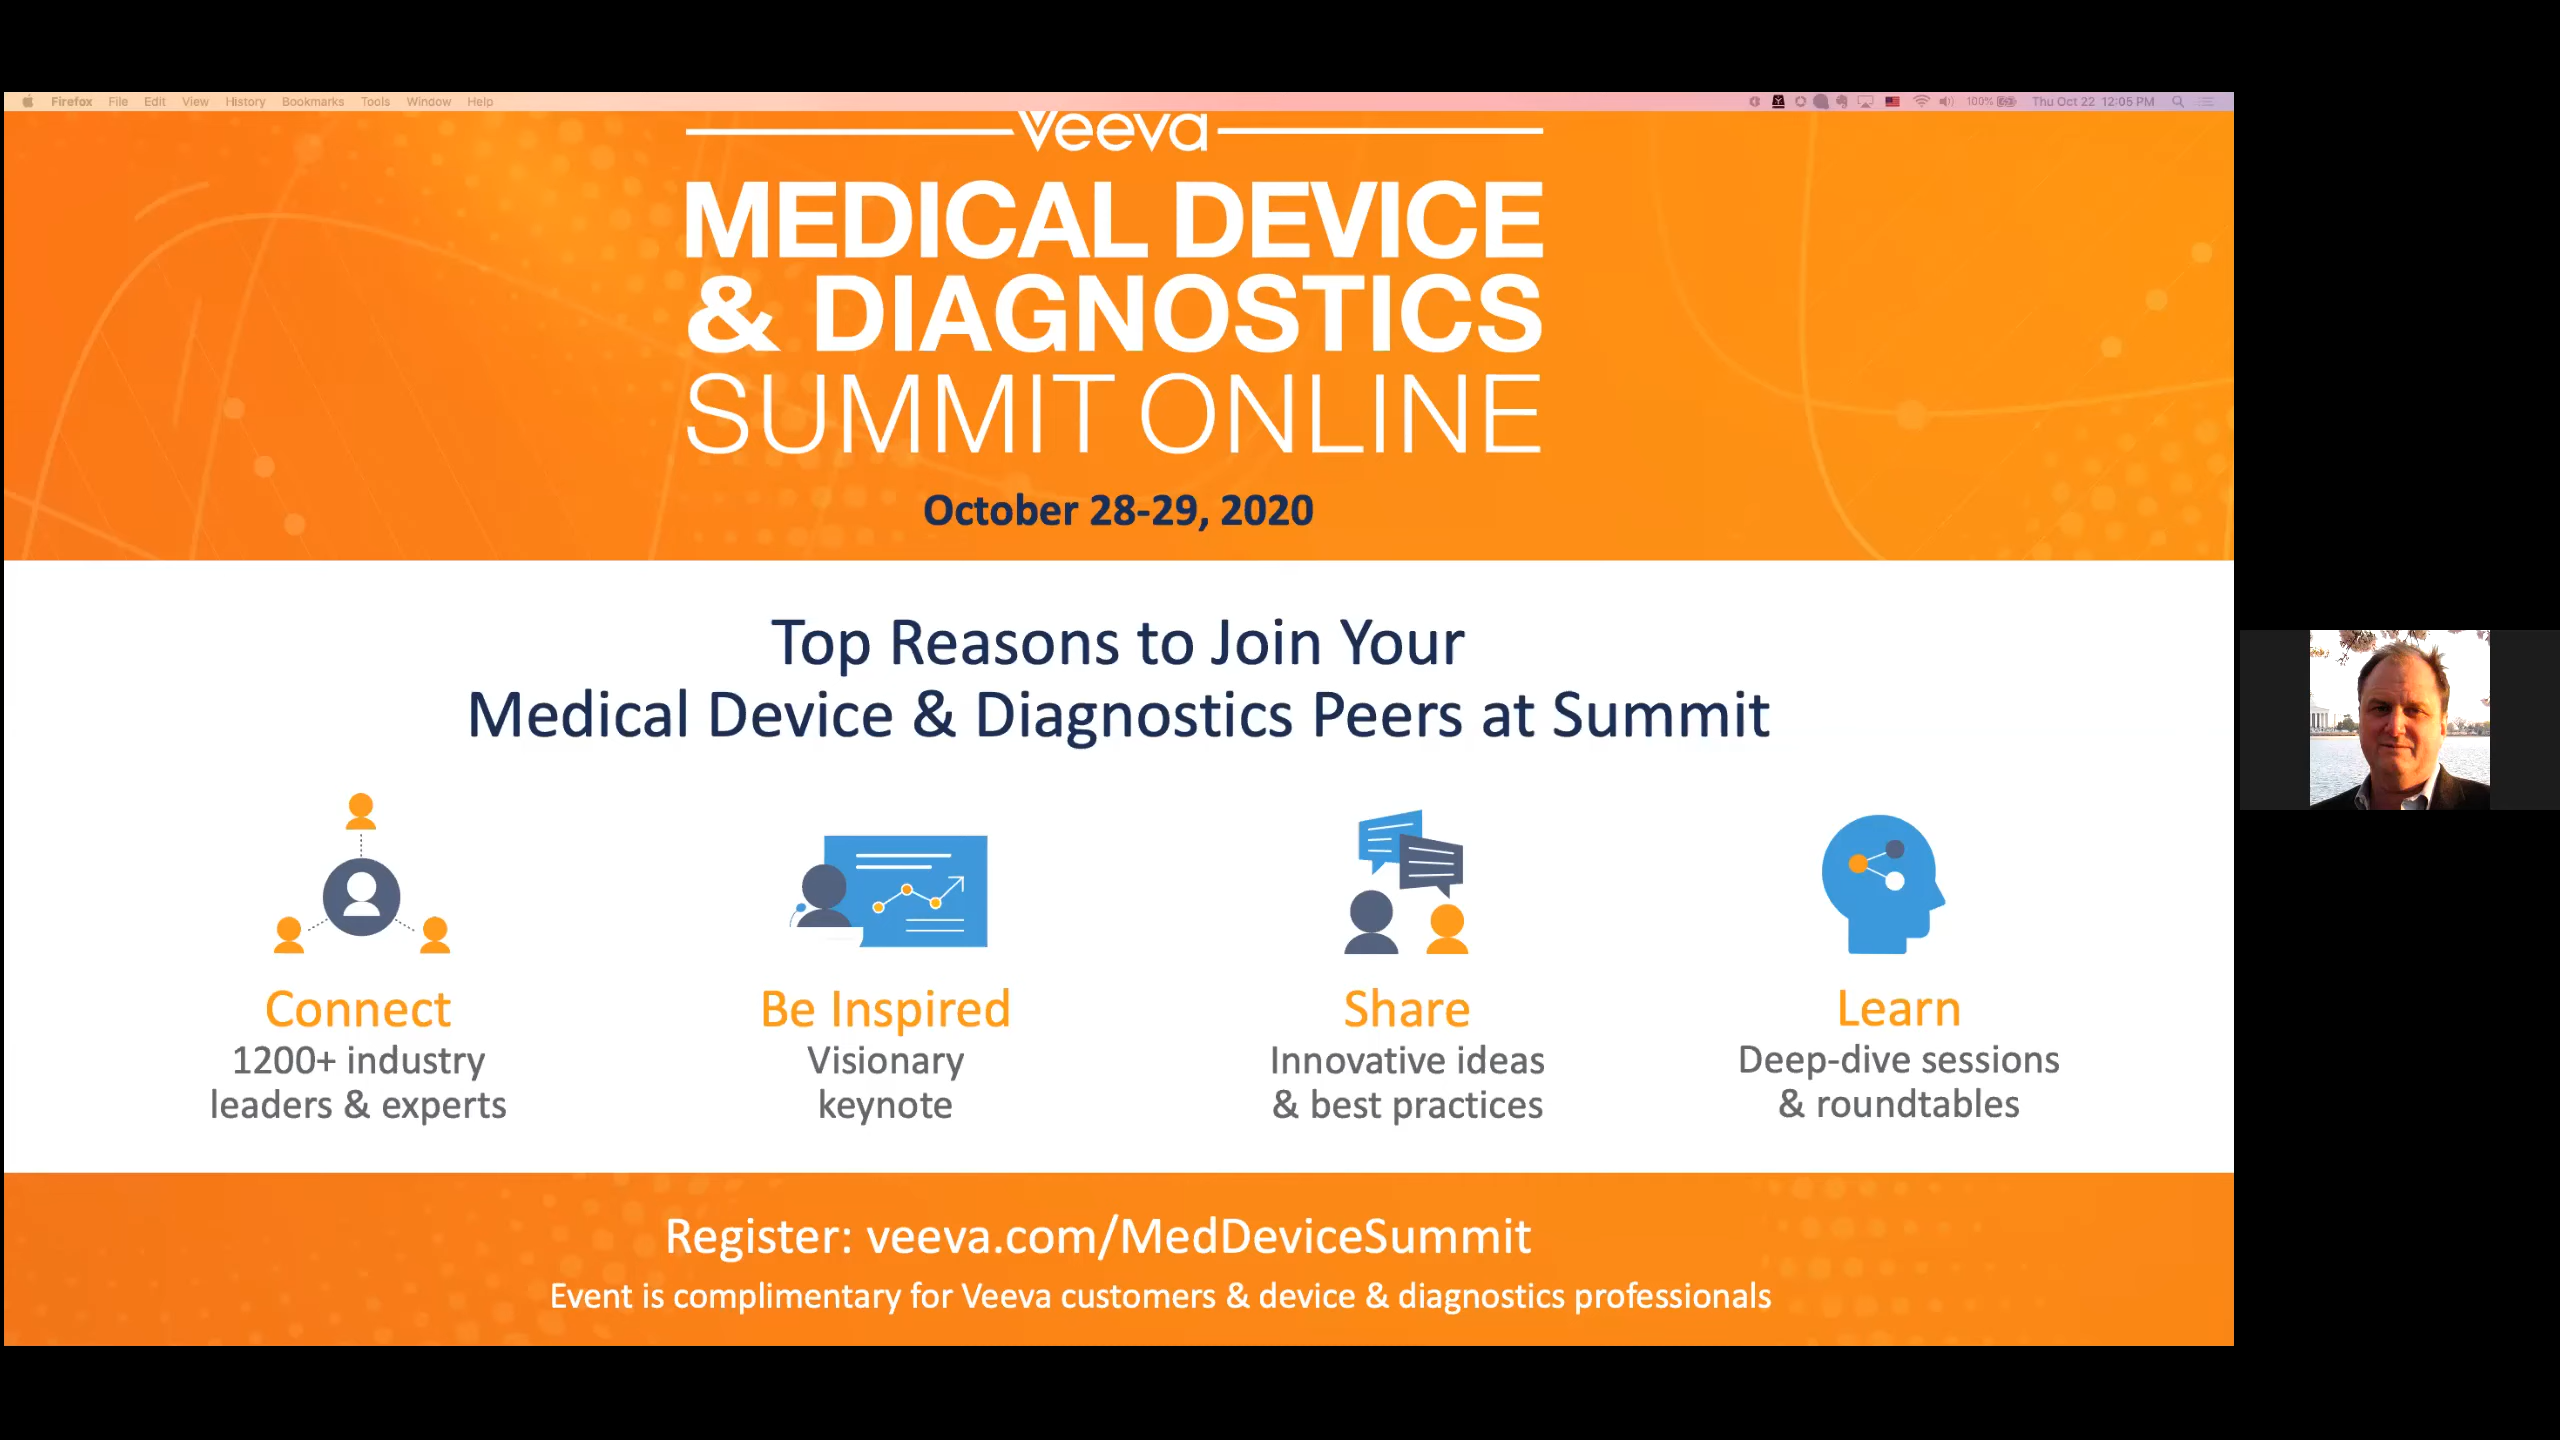 Firefox File Edit View History Bookmarks Tools Window Help
100% Thu Oct 22 12:05 PM
Veeva
MEDICAL DEVICE
& DIAGNOSTICS
SUMMIT ONLINE
October 28-29, 2020
Top Reasons to Join Your
Medical Device & Diagnostics Peers at Summit
Connect
1200+ industry
leaders & experts
Be Inspired
Visionary
keynote
Share
Innovative ideas
& best practices
Learn
Deep-dive sessions
& roundtables
Register: veeva.com/MedDeviceSummit
Event is complimentary for Veeva customers & device & diagnostics professionals